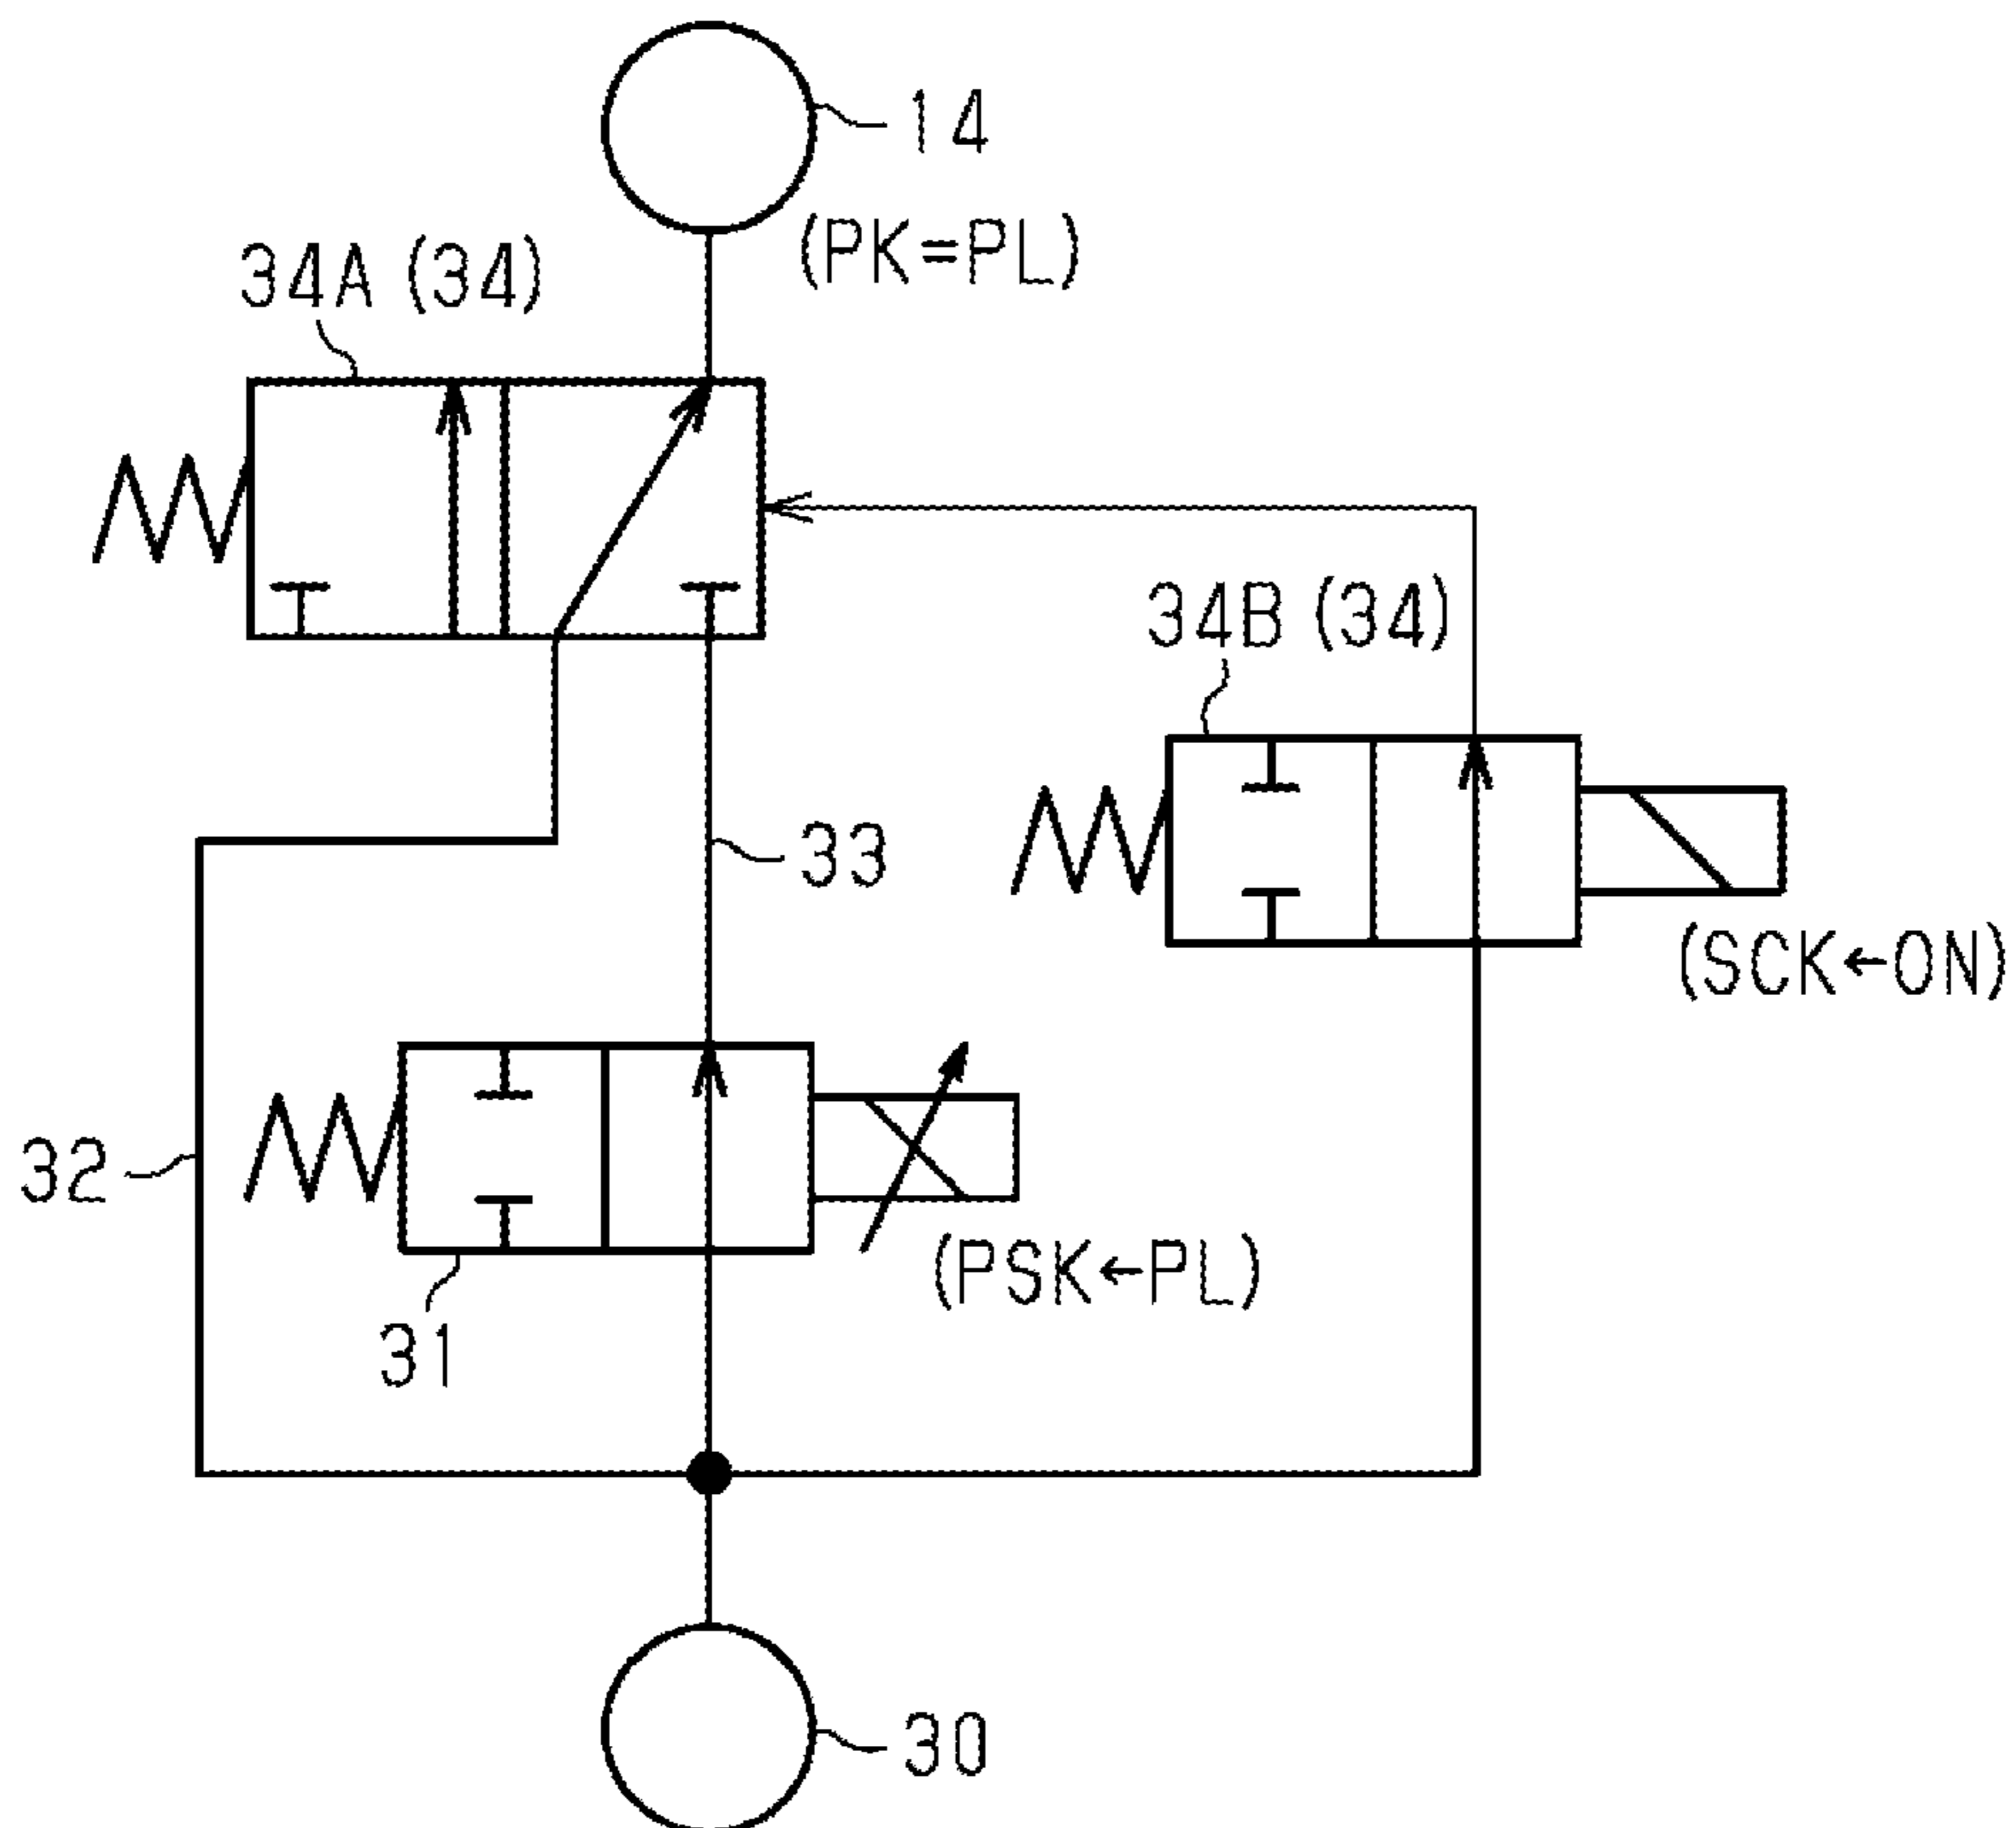 14
(PK=PL)
34A (34)
34B (34)
33
(SCK←ON)
32
(PSK←PL)
31
30